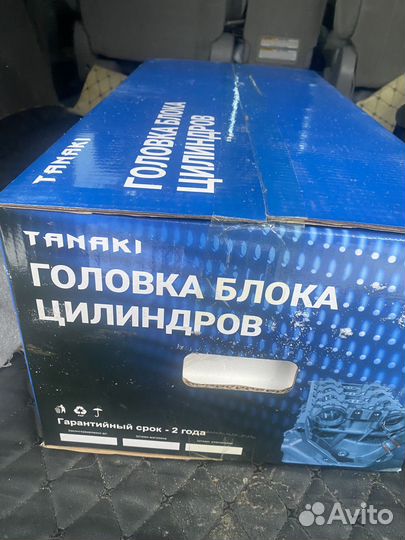 TANAKI
ГОЛОВКА БЛОКА
ЦИЛИНДРОВ
TANAKI
ГОЛОВКА БЛОКА
ЦИЛИНДРОВ
Гарантийный срок - 2 года
Avito